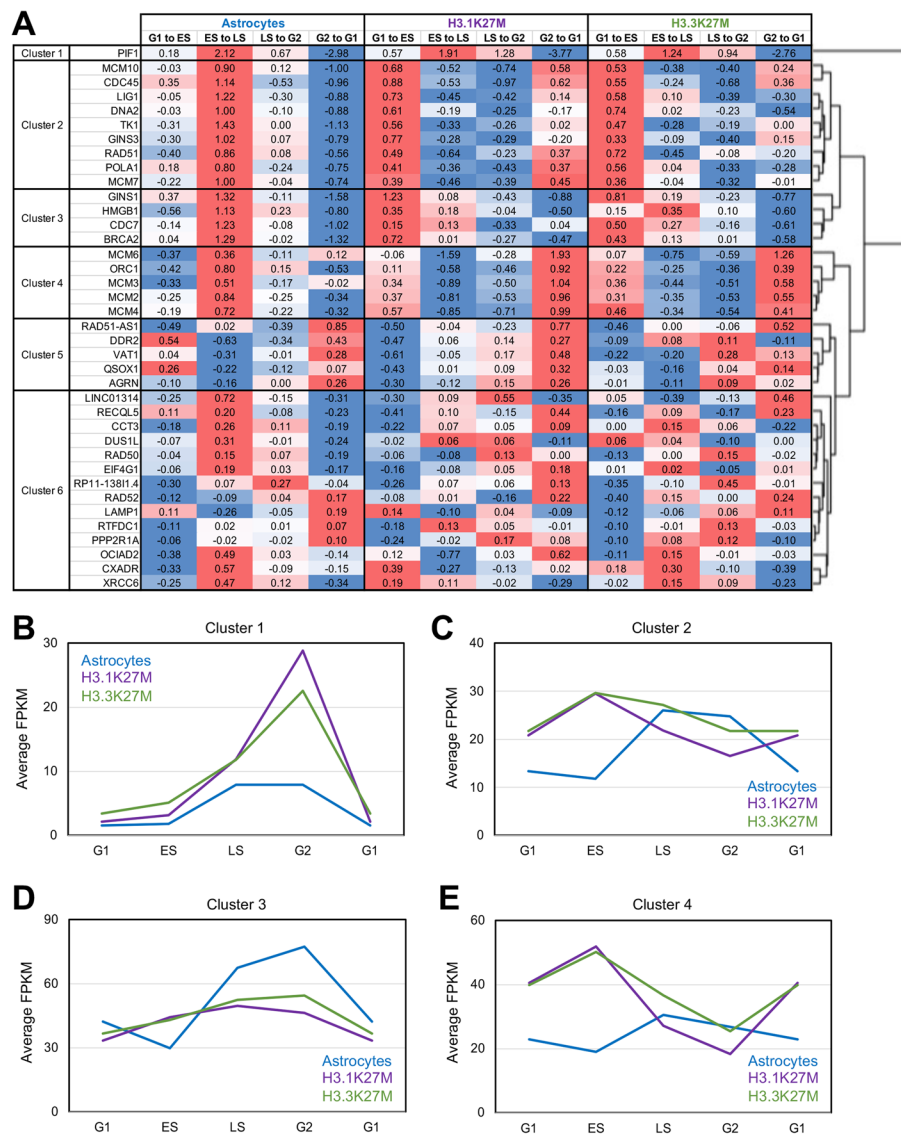 A
Astrocytes H3.1K27M H3.3K27M
G1 to ES ES to LS LS to G2 G2 to G1 G1 to ES ES to LS LS to G2 G2 to G1 G1 to ES ES to LS LS to G2 G2 to G1
Cluster 1 PIF1 0.18 2.12 0.67 -2.98 0.57 1.91 1.28 -3.77 0.58 1.24 0.94 -2.76
Cluster 2
MCM10 -0.03 0.90 0.12 -1.00 0.68 -0.52 -0.74 0.58 0.53 -0.38 -0.40 0.24
CDC45 0.35 1.14 -0.53 -0.96 0.88 -0.53 -0.97 0.62 0.55 -0.24 -0.68 0.36
LIG1 -0.05 1.22 -0.30 -0.88 0.73 -0.45 -0.42 0.14 0.58 0.10 -0.39 -0.30
DNA2 -0.03 1.00 -0.10 -0.88 0.61 -0.19 -0.25 -0.17 0.74 0.02 -0.23 -0.54
TK1 -0.31 1.43 0.00 -1.13 0.56 -0.33 -0.26 0.02 0.47 -0.28 -0.19 0.00
GINS3 -0.30 1.02 0.07 -0.79 0.77 -0.28 -0.29 -0.20 0.33 -0.09 -0.40 0.15
RAD51 -0.40 0.86 0.08 -0.56 0.49 -0.64 -0.23 0.37 0.72 -0.45 -0.08 -0.20
POLA1 0.18 0.80 -0.24 -0.75 0.41 -0.36 -0.43 0.37 0.56 0.04 -0.33 -0.28
MCM7 -0.22 1.00 -0.04 -0.74 0.39 -0.46 -0.39 0.45 0.36 -0.04 -0.32 -0.01
Cluster 3
GINS1 0.37 1.32 -0.11 -1.58 1.23 0.08 -0.43 -0.88 0.81 0.19 -0.23 -0.77
HMGB1 -0.56 1.13 0.23 -0.80 0.35 0.18 -0.04 -0.50 0.15 0.35 0.10 -0.60
CDC7 -0.14 1.23 -0.08 -1.02 0.15 0.13 -0.33 0.04 0.50 0.27 -0.16 -0.61
BRCA2 0.04 1.29 -0.02 -1.32 0.72 0.01 -0.27 -0.47 0.43 0.13 0.01 -0.58
Cluster 4
MCM6 -0.37 0.36 -0.11 0.12 -0.06 -1.59 -0.28 1.93 0.07 -0.75 -0.59 1.26
ORC1 -0.42 0.80 0.15 -0.53 0.11 -0.58 -0.46 0.92 0.22 -0.25 -0.36 0.39
MCM3 -0.33 0.51 -0.17 -0.02 0.34 -0.89 -0.50 1.04 0.38 -0.44 -0.51 0.58
MCM2 -0.25 0.84 -0.25 -0.34 0.37 -0.81 -0.53 0.96 0.31 -0.35 -0.53 0.55
MCM4 -0.19 0.72 -0.22 -0.32 0.57 -0.85 -0.71 0.99 0.46 -0.34 -0.54 0.41
Cluster 5
RAD51-AS1 -0.49 0.02 -0.39 0.85 -0.50 -0.04 -0.23 0.77 -0.46 0.00 -0.06 0.52
DDR2 0.54 -0.63 -0.34 0.43 -0.47 0.06 0.14 0.27 -0.09 0.08 0.11 -0.11
VAT1 0.04 -0.31 -0.01 0.28 -0.61 -0.05 0.17 0.48 -0.22 -0.20 0.28 0.13
QSOX1 0.26 -0.22 -0.12 0.07 -0.43 0.01 0.09 0.32 -0.03 -0.16 0.04 0.14
AGRN -0.10 -0.16 0.00 0.26 -0.30 -0.12 0.15 0.26 -0.01 -0.11 0.09 0.02
Cluster 6
LINC01314 -0.25 0.72 -0.15 -0.31 -0.30 0.09 0.55 -0.35 0.05 -0.39 -0.13 0.46
RECQL5 0.11 0.20 -0.08 -0.23 -0.41 0.10 -0.15 0.44 -0.16 0.09 -0.17 0.23
CCT3 -0.18 0.26 0.11 -0.19 -0.22 0.07 0.05 0.09 0.00 0.15 0.06 -0.22
DUS1L -0.07 0.31 -0.01 -0.24 -0.02 0.06 0.06 -0.11 0.06 0.04 -0.10 0.00
RAD50 -0.04 0.15 0.07 -0.19 -0.06 -0.08 0.13 0.00 -0.13 0.00 0.15 -0.02
EIF4G1 -0.06 0.19 0.03 -0.17 -0.16 -0.08 0.05 0.18 0.01 0.02 -0.05 0.01
RP11-138I1.4 -0.30 0.07 0.27 -0.04 -0.26 0.07 0.06 0.13 -0.35 -0.10 0.45 -0.01
RAD52 -0.12 -0.09 0.04 0.17 -0.08 0.01 -0.16 0.22 -0.40 0.15 0.00 0.24
LAMP1 0.11 -0.26 -0.05 0.19 0.14 -0.10 0.04 -0.09 -0.12 -0.06 0.06 0.11
RTFDC1 -0.11 0.02 0.01 0.07 -0.18 0.13 0.05 -0.01 -0.10 -0.01 0.13 -0.03
PPP2R1A -0.06 -0.02 -0.02 0.10 -0.24 -0.02 0.17 0.08 -0.10 0.08 0.12 -0.10
OCIAD2 -0.38 0.49 0.03 -0.14 0.12 -0.77 0.03 0.62 -0.11 0.15 -0.01 -0.03
CXADR -0.33 0.57 -0.09 -0.15 0.39 -0.27 -0.13 0.02 0.18 0.30 -0.10 -0.39
XRCC6 -0.25 0.47 0.12 -0.34 0.19 0.11 -0.02 -0.29 -0.02 0.15 0.09 -0.23
B
Cluster 1
Average FPKM
30
20
10
0
Astrocytes
H3.1K27M
H3.3K27M
G1 ES LS G2 G1
C
Cluster 2
Average FPKM
40
30
20
10
0
Astrocytes
H3.1K27M
H3.3K27M
G1 ES LS G2 G1
D
Cluster 3
Average FPKM
90
60
30
0
Astrocytes
H3.1K27M
H3.3K27M
G1 ES LS G2 G1
E
Cluster 4
Average FPKM
60
40
20
0
Astrocytes
H3.1K27M
H3.3K27M
G1 ES LS G2 G1